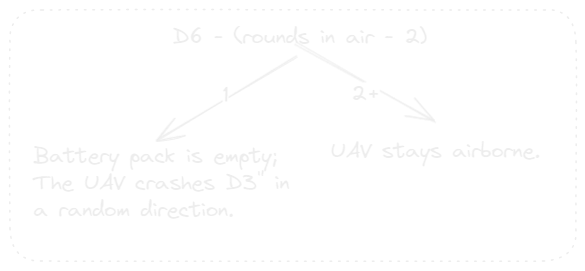 D6 - (rounds in air - 2)
1
2+
Battery pack is empty;
The UAV crashes D3" in
a random direction.
UAV stays airborne.